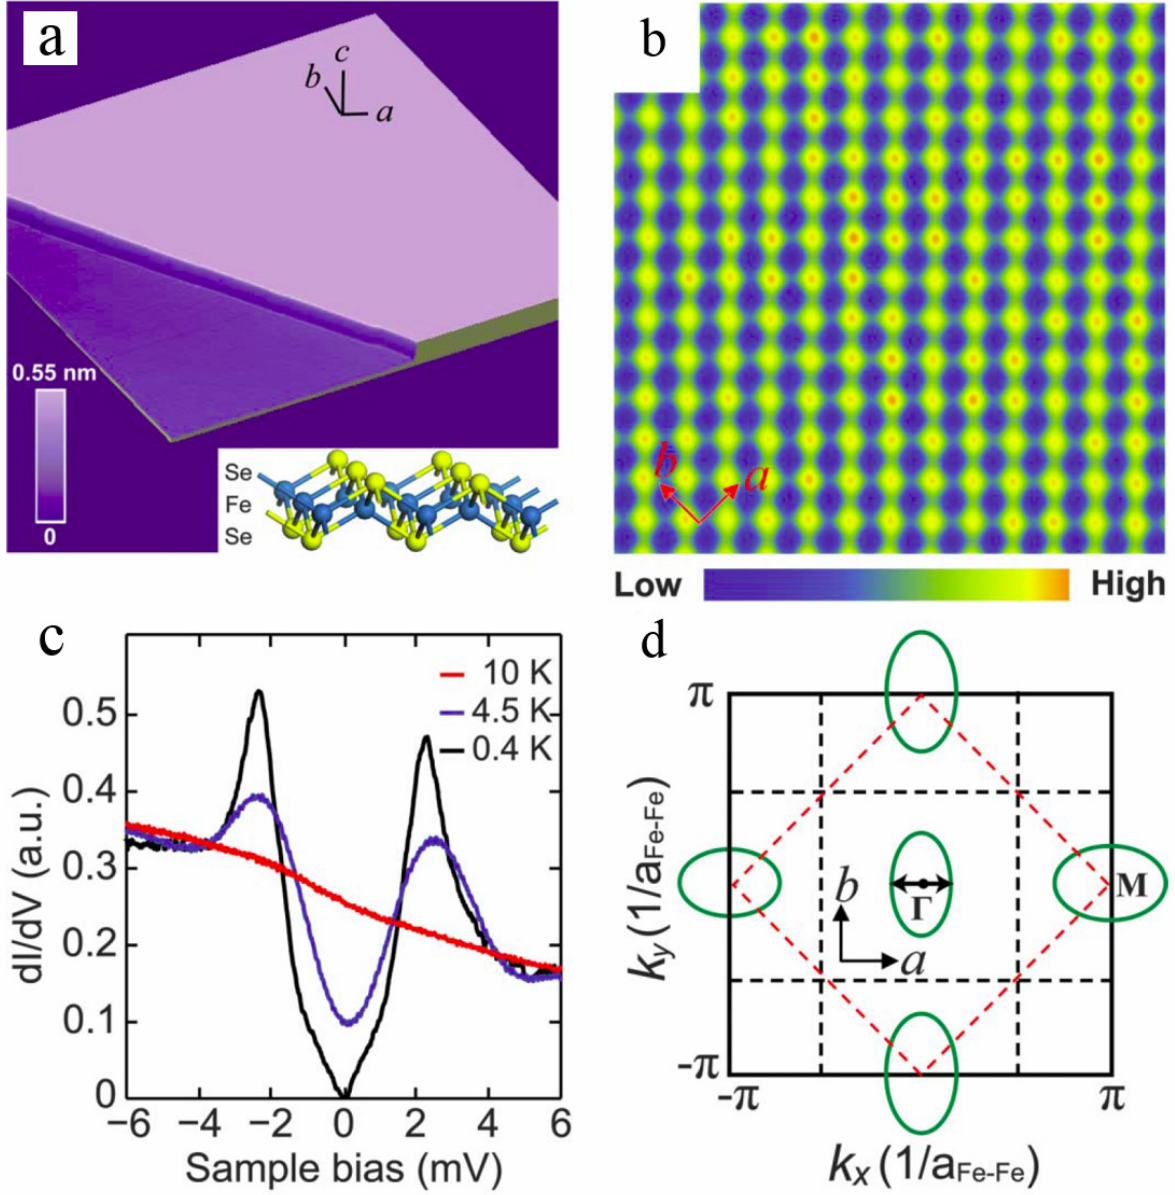 a
c
b
a
0.55 nm
0
Se
Fe
Se
b
b
a
Low
High
c
10 K
4.5 K
0.4 K
0.5
0.4
0.3
0.2
0.1
0
−6
−4
−2
0
2
4
6
dI/dV (a.u.)
Sample bias (mV)
d
π
-π
-π
π
M
Γ
b
a
ky (1/aFe-Fe)
kx (1/aFe-Fe)